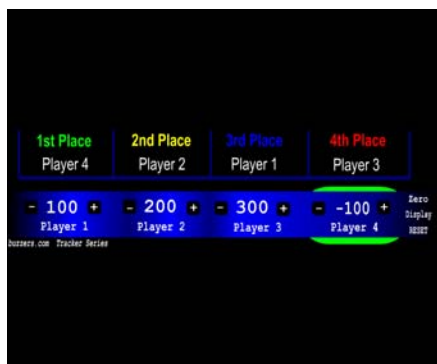 1st Place 2nd Place 3rd Place 4th Place
Player 4 Player 2 Player 1 Player 3
- 100 + - 200 + - 300 + - -100 + Zero
Player 1 Player 2 Player 3 Player 4 Display
RESET
buzzers.com Tracker Series